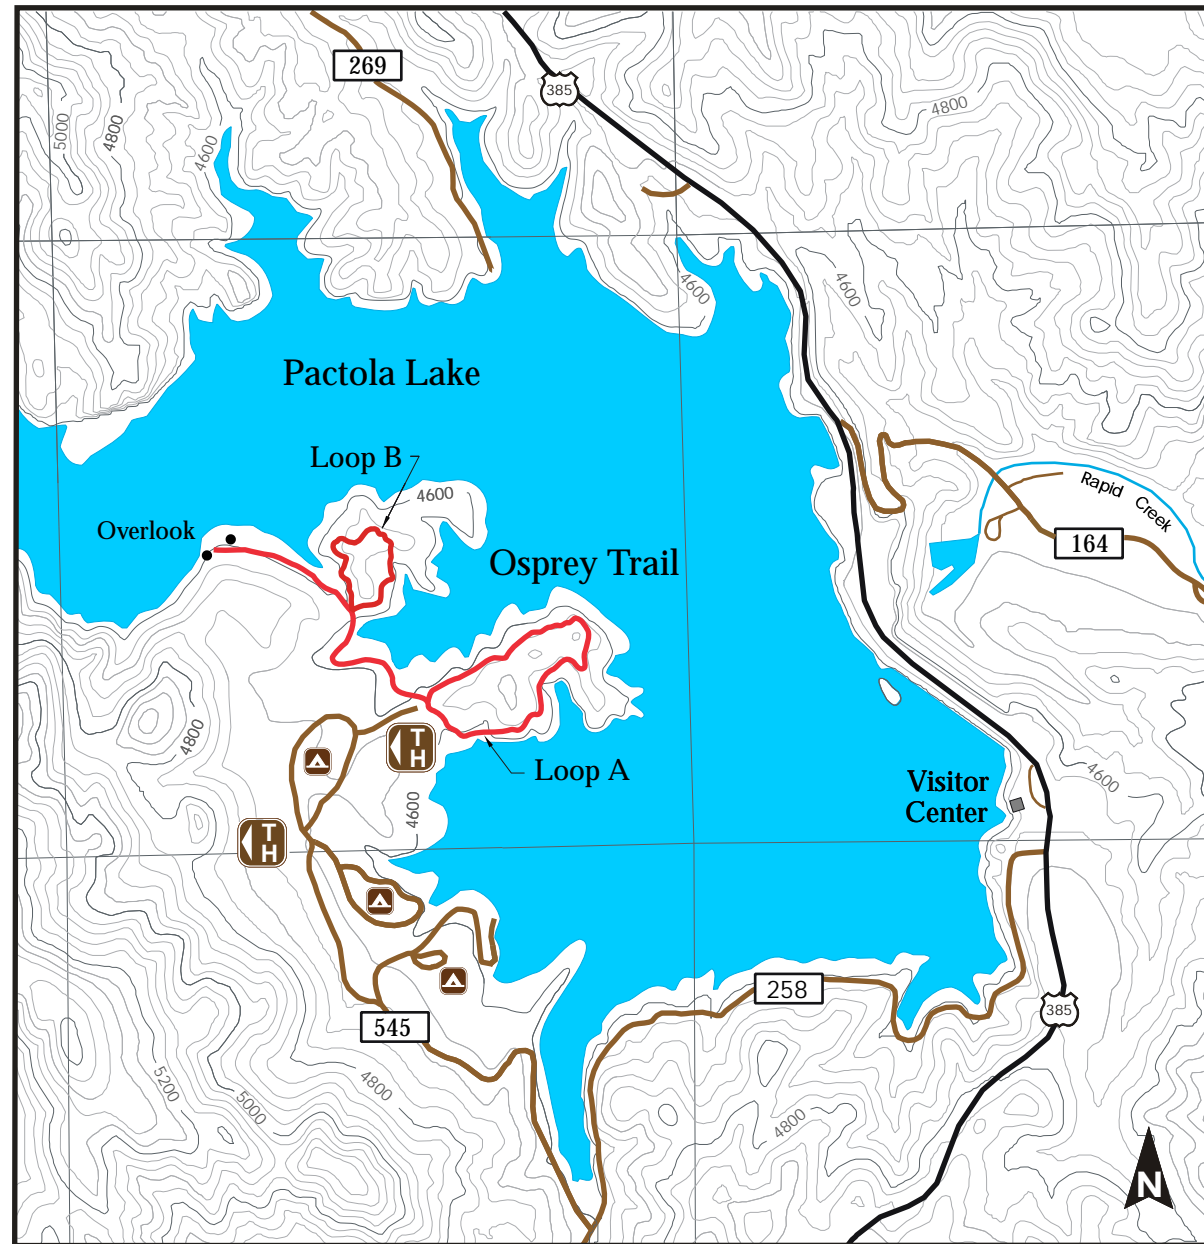 269
385
4800
5000
4800
4600
4600
4600
Pactola Lake
Loop B
4600
Overlook
Osprey Trail
Rapid Creek
164
4800
T
H
Loop A
4600
Visitor
Center
4600
T
H
258
545
385
5200
5000
4800
4800
N